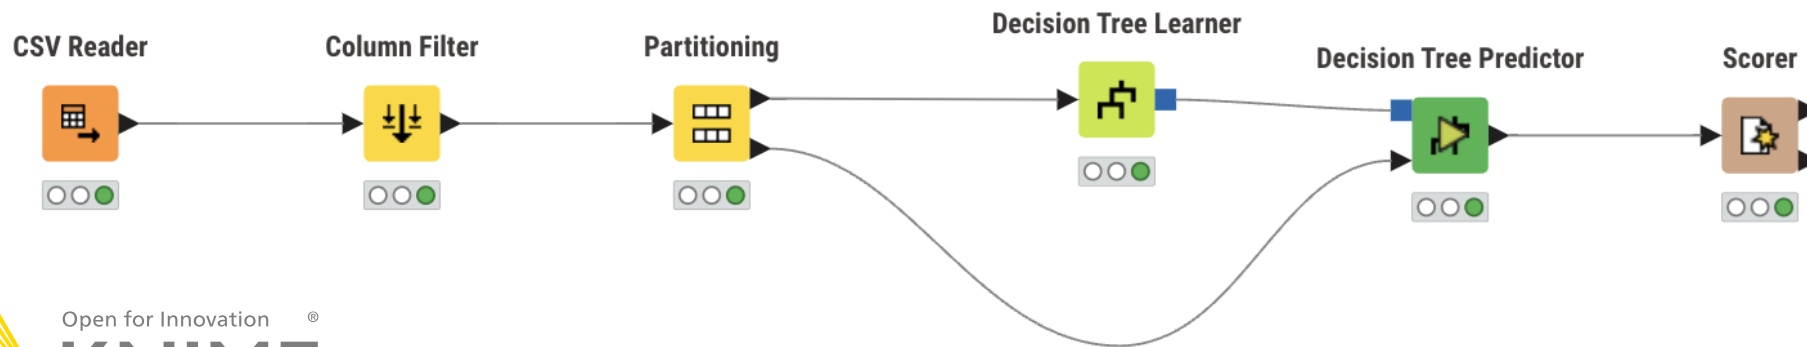 CSV Reader
Column Filter
Partitioning
Decision Tree Learner
Decision Tree Predictor
Scorer
Open for Innovation ®